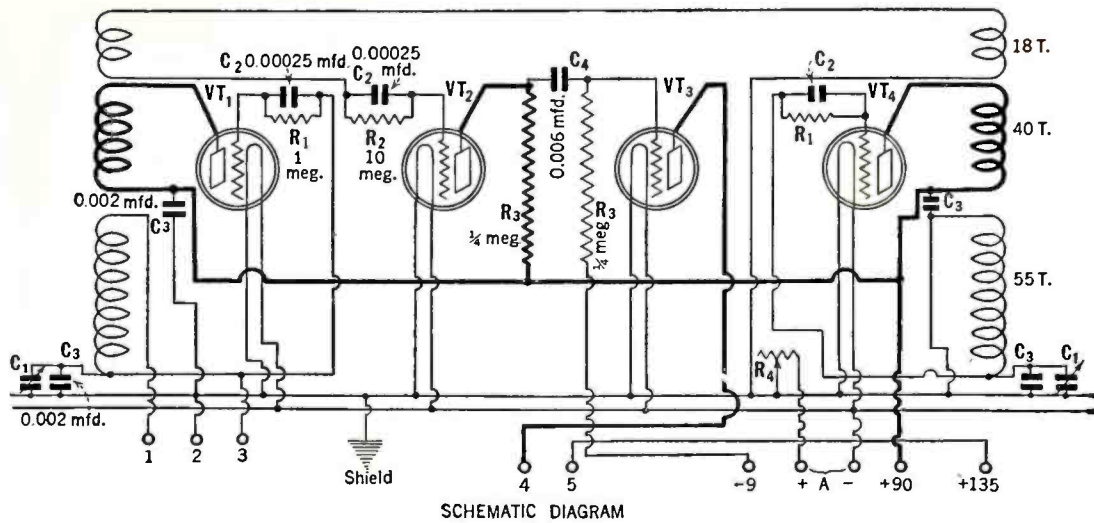 18 T.
C₂ 0.00025 mfd.
0.00025 mfd.
C₂
C₄
C₂
VT₁
VT₂
VT₃
VT₄
R₁ 1 meg.
R₂ 10 meg.
0.006 mfd.
R₁
40 T.
0.002 mfd.
C₃
R₃ ¼ meg.
R₃ ¼ meg
C₃
55 T.
C₁ C₃
0.002 mfd.
R₄
C₃ C₁
1 2 3
Shield
4 5 -9 + A - +90 +135
SCHEMATIC DIAGRAM